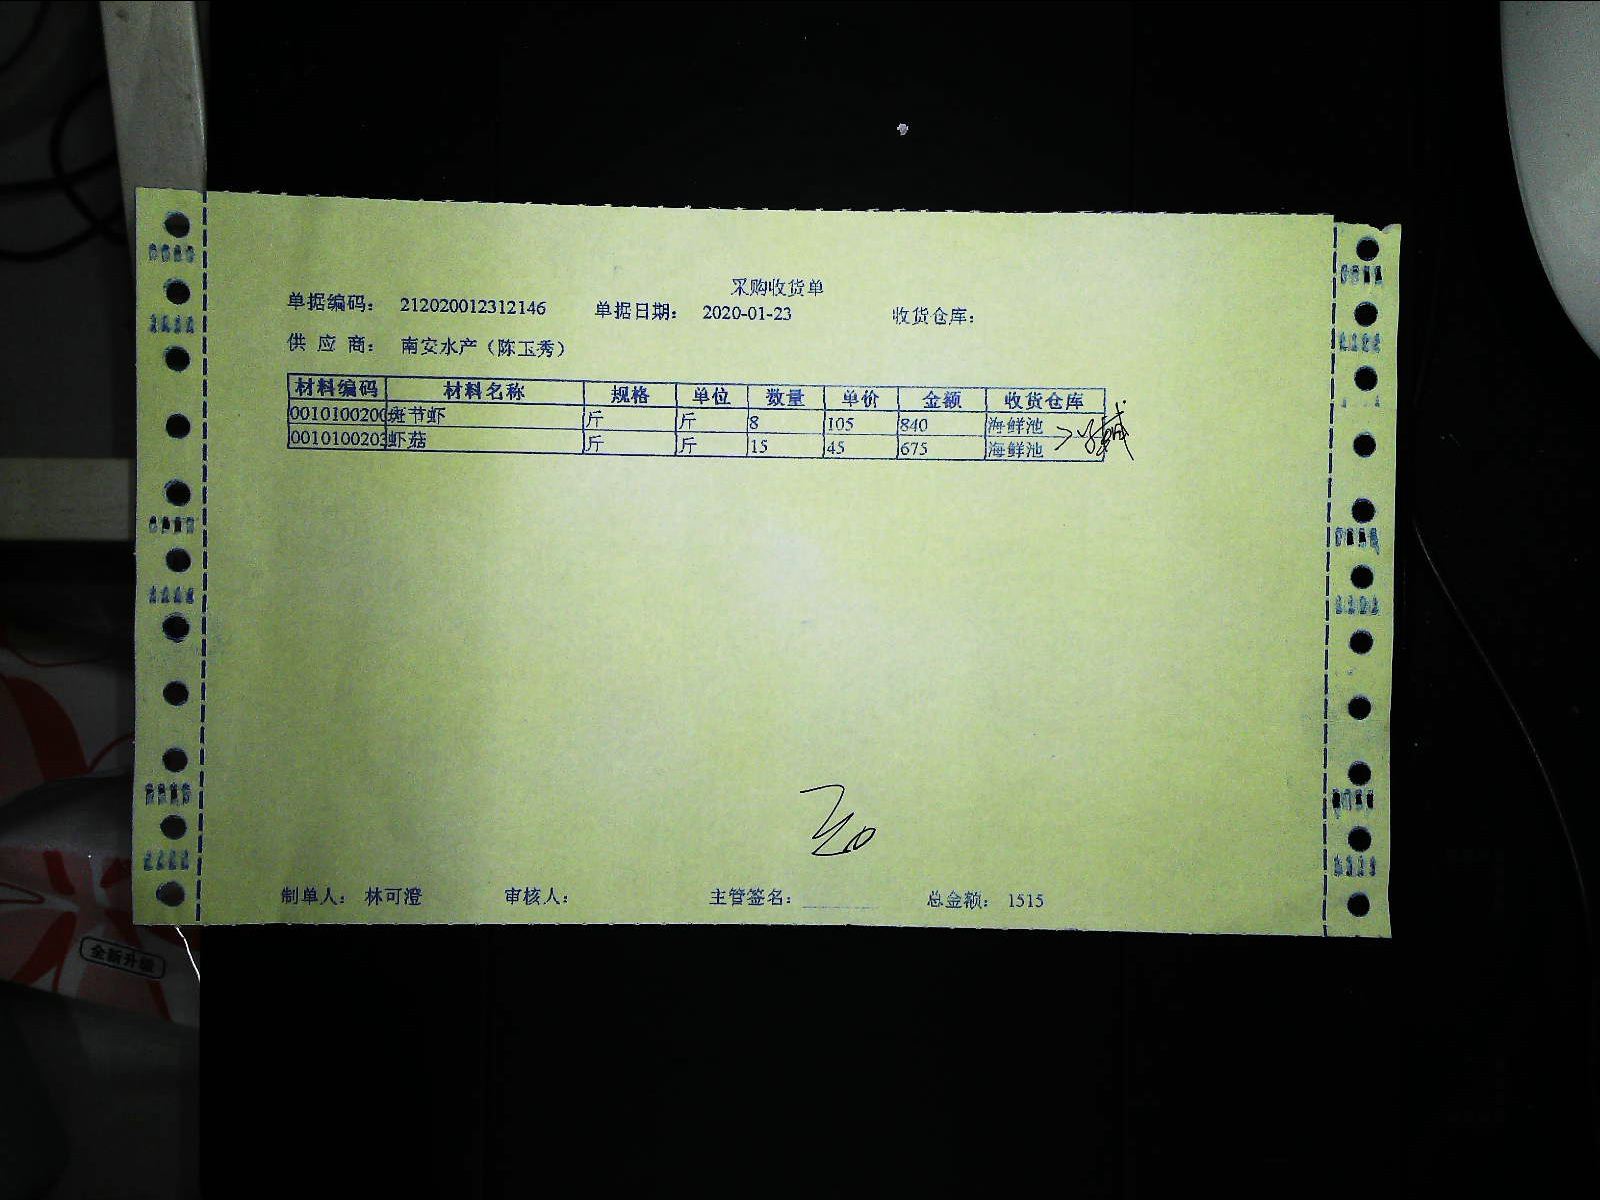 采购收货单
单据编码： 212020012312146 单据日期： 2020-01-23 收货仓库：
供 应 商： 南安水产（陈玉秀）
材料编码 材料名称 规格 单位 数量 单价 金额 收货仓库
0010100200 斑节虾 斤 斤 8 105 840 海鲜池
0010100203 虾菇 斤 斤 15 45 675 海鲜池
制单人： 林可澄 审核人： 主管签名： 总金额： 1515
全新升级